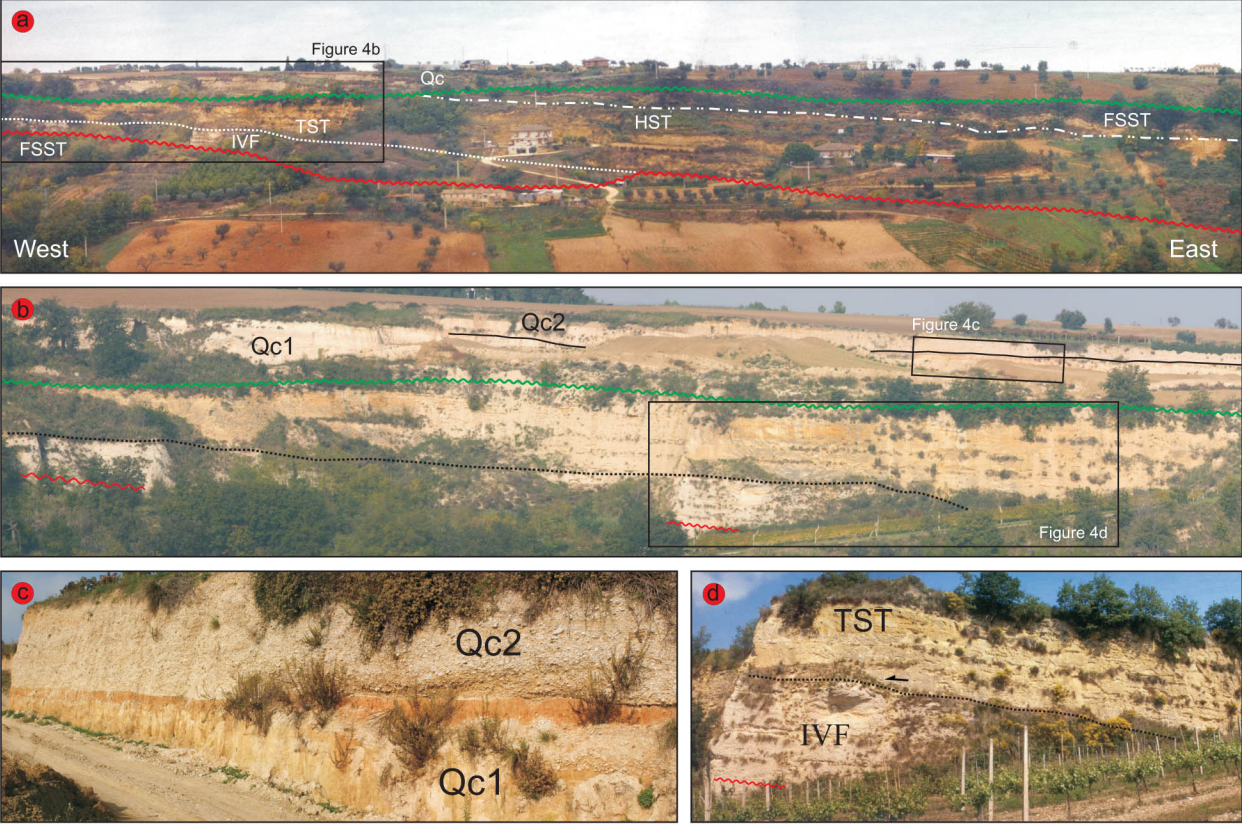 a
Figure 4b
Qc
TST
HST
FSST
FSST
IVF
West
East
b
Qc2
Figure 4c
Qc1
Figure 4d
c
Qc2
Qc1
d
TST
IVF